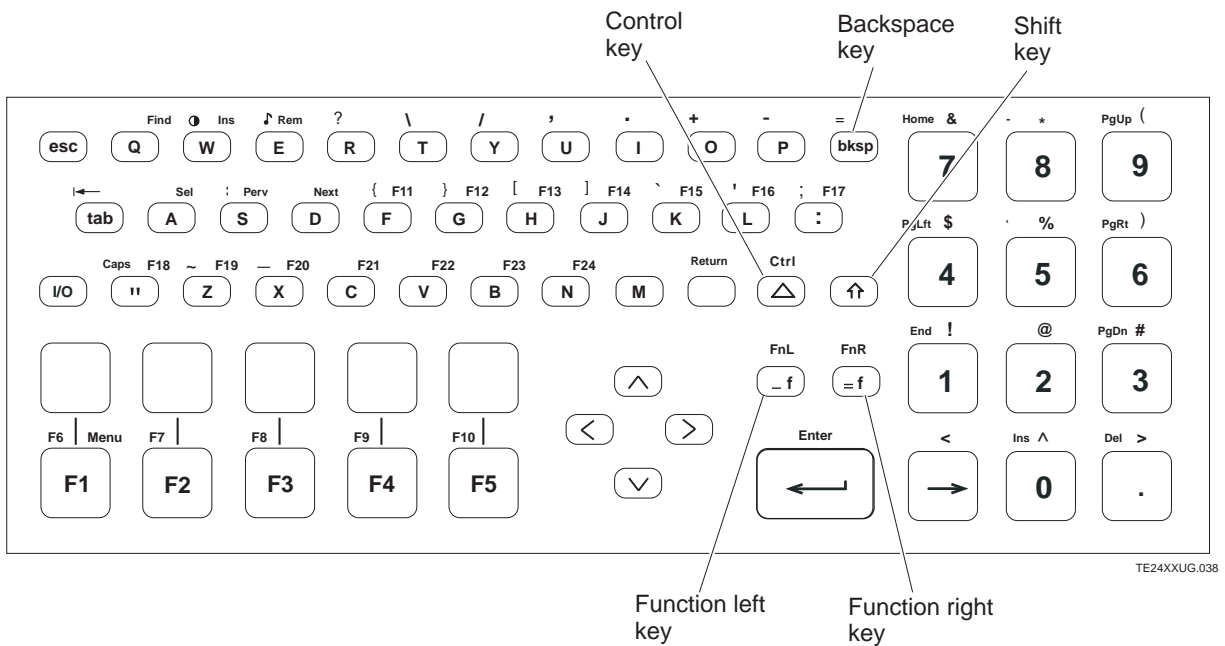 Control key
Backspace key
Shift key
Find ◑ Ins ♪ Rem ? \ / , . + - = Home & - * PgUp (
esc Q W E R T Y U I O P bksp 7 8 9
|← Sel ¦ Perv Next { F11 } F12 [ F13 ] F14 ` F15 ' F16 ; F17
tab A S D F G H J K L :
PgLft $ ‘ % PgRt )
4 5 6
Caps F18 ~ F19 — F20 F21 F22 F23 F24 Return Ctrl
I/O " Z X C V B N M △ ⇧
End ! @ PgDn #
1 2 3
FnL FnR
– f = f
F6 Menu F7 F8 F9 F10 Enter < Ins ^ Del >
F1 F2 F3 F4 F5 ← → 0 .
TE24XXUG.038
Function left key
Function right key